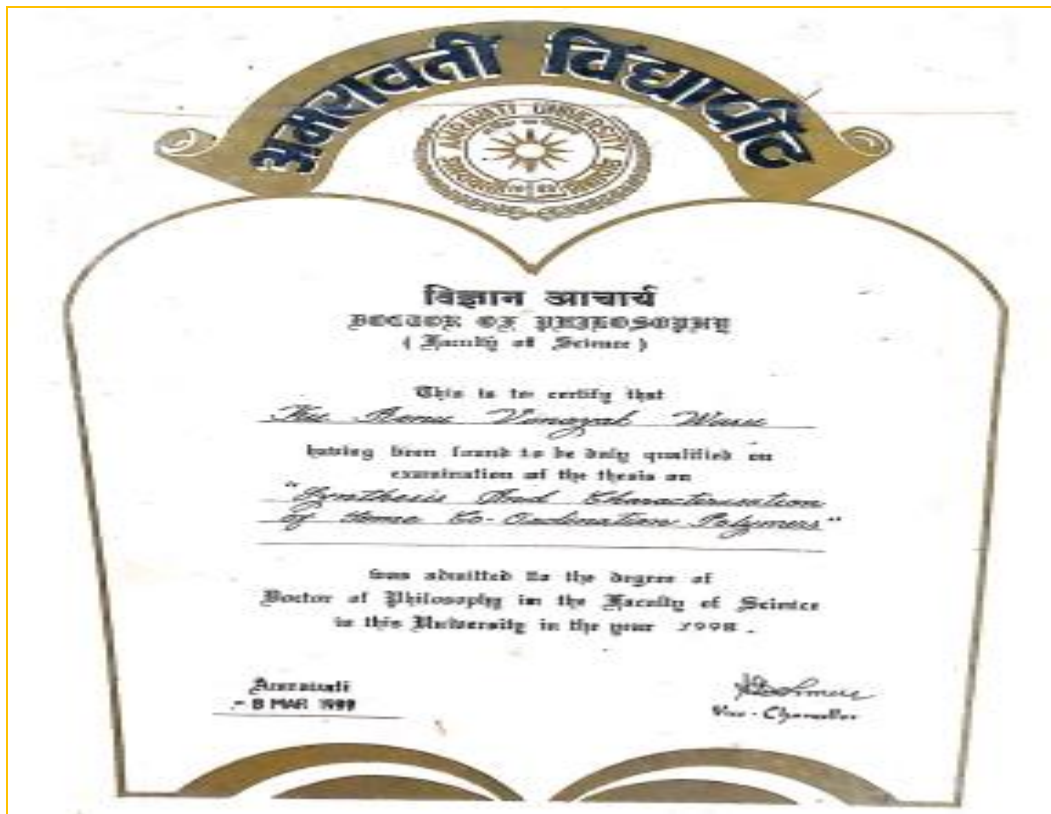 अमरावती विद्यापीठ
AMRAVATI UNIVERSITY
विज्ञान आचार्य
DOCTOR OF PHILOSOPHY
( Faculty of Science )
This is to certify that
Vinayak
having been found to be duly qualified on
examination of the thesis on
"Synthesis And Characterisation
of Some Co-Ordination Polymers"
was admitted to the degree of
Doctor of Philosophy in the Faculty of Science
in this University in the year 1998 .
Amravati
- 8 MAR 1999
Vice - Chancellor